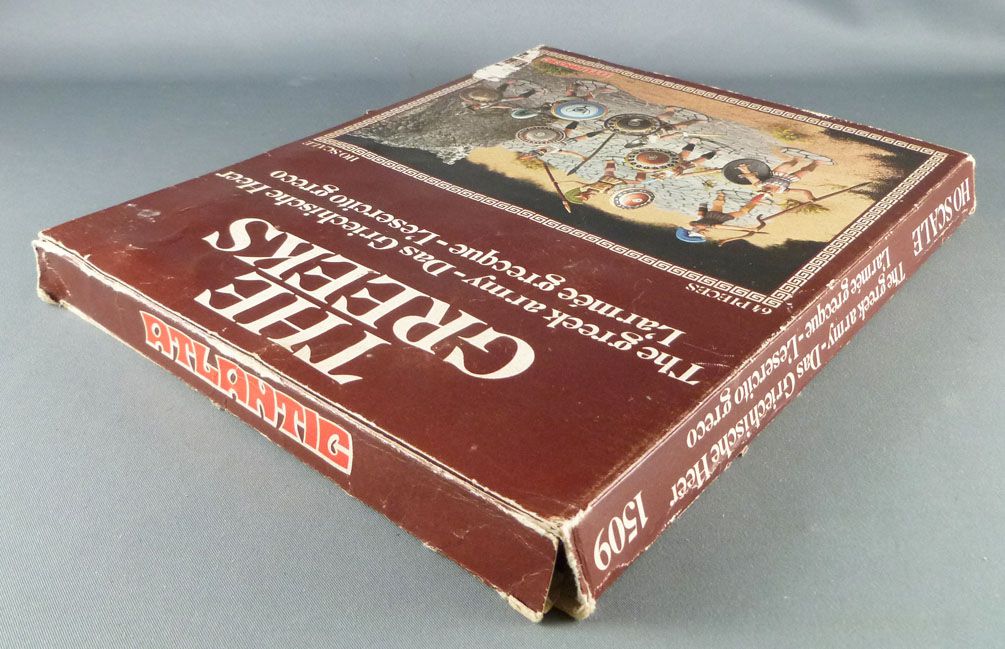 THE
GREEKS
The greek army - Das Griechische Heer
L'armée grecque - L'esercito greco
HO SCALE
64 PIECES
ATLANTIC
1509
The greek army - Das Griechische Heer
L'armée grecque - L'esercito greco
HO SCALE